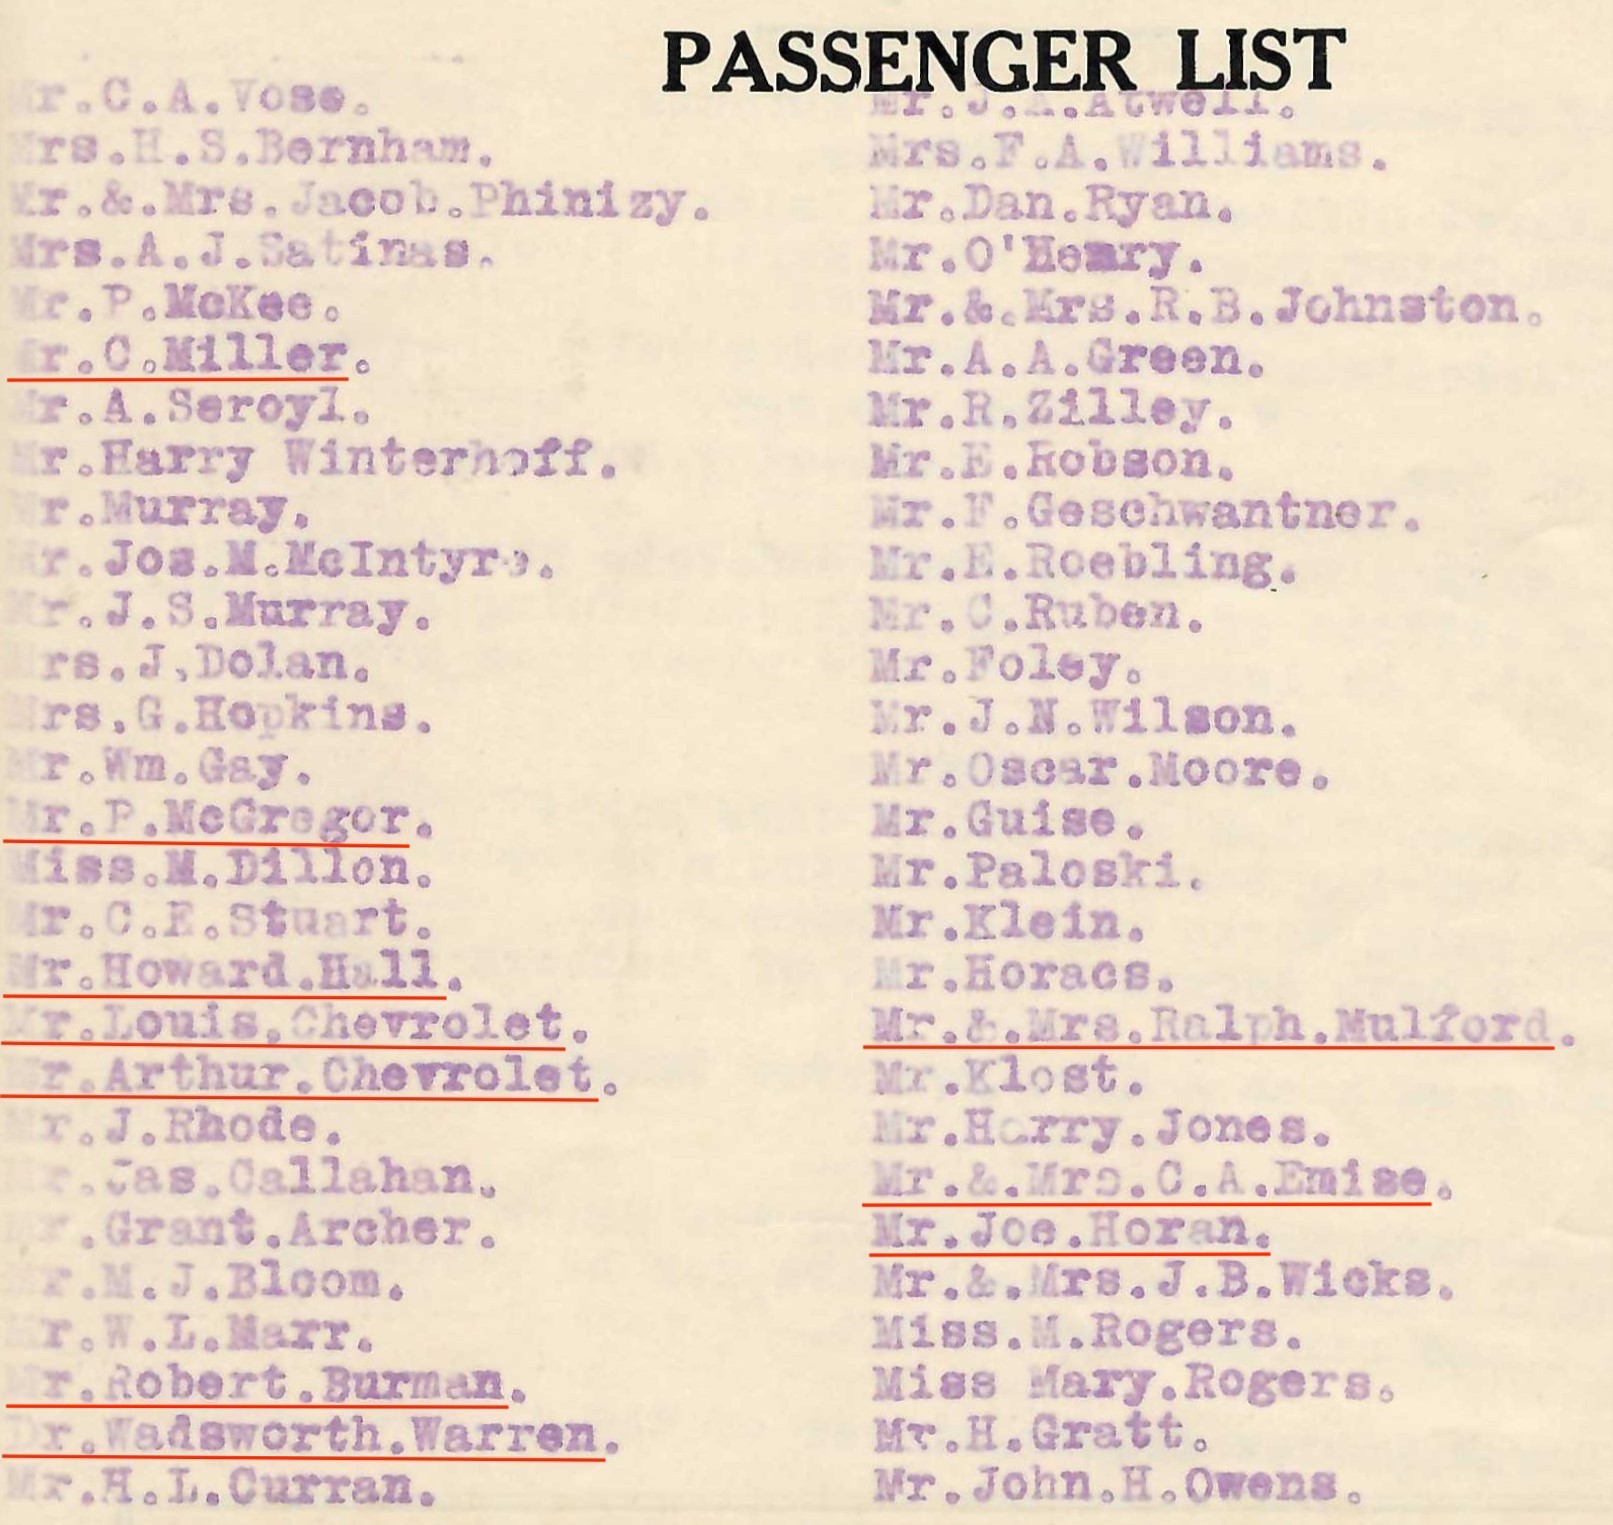 PASSENGER LIST
Mr.C.A.Vose.
Mrs.H.S.Bernham.
Mr.&.Mrs.Jacob.Phinizy.
Mrs.A.J.Satinas.
Mr.P.McKee.
Mr.C.Miller.
Mr.A.Seroyl.
Mr.Harry Winterhoff.
Mr.Murray.
Mr.Jos.M.McIntyre.
Mr.J.S.Murray.
Mrs.J,Dolan.
Mrs.G.Hopkins.
Mr.Wm.Gay.
Mr.P.McGregor.
Miss.M.Dillon.
Mr.C.E.Stuart.
Mr.Howard.Hall.
Mr.Louis.Chevrolet.
Mr.Arthur.Chevrolet.
Mr.J.Rhode.
Mr.Jas.Callahan.
Mr.Grant.Archer.
Mr.M.J.Bloom.
Mr.W.L.Marr.
Mr.Robert.Burman.
Dr.Wadsworth.Warren.
Mr.H.L.Curran.
Mr.J.A.Atwell.
Mrs.F.A.Williams.
Mr.Dan.Ryan.
Mr.O'Hemry.
Mr.&.Mrs.R.B.Johnston.
Mr.A.A.Green.
Mr.R.Zilley.
Mr.E.Robson.
Mr.F.Geschwantner.
Mr.E.Roebling.
Mr.C.Ruben.
Mr.Foley.
Mr.J.N.Wilson.
Mr.Oscar.Moore.
Mr.Guise.
Mr.Paloski.
Mr.Klein.
Mr.Horacs.
Mr.&.Mrs.Ralph.Mulford.
Mr.Klost.
Mr.Harry.Jones.
Mr.&.Mrs.C.A.Emise.
Mr.Joe.Horan.
Mr.&.Mrs.J.B.Wicks.
Miss.M.Rogers.
Miss Mary.Rogers.
Mr.H.Gratt.
Mr.John.H.Owens.